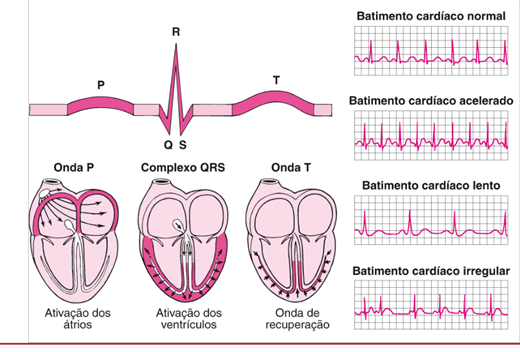 R
P
T
Q S
Onda P
Complexo QRS
Onda T
Ativação dos
átrios
Ativação dos
ventrículos
Onda de
recuperação
Batimento cardíaco normal
Batimento cardíaco acelerado
Batimento cardíaco lento
Batimento cardíaco irregular